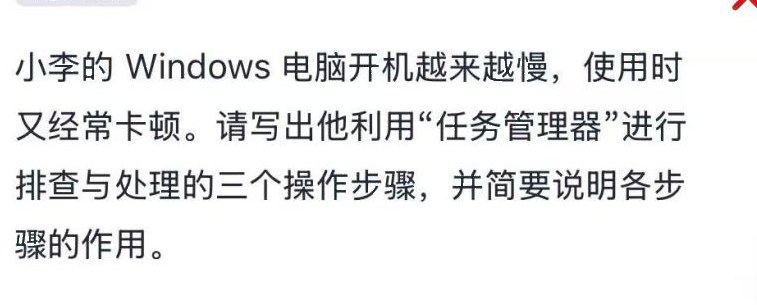 小李的 Windows 电脑开机越来越慢，使用时
又经常卡顿。请写出他利用“任务管理器”进行
排查与处理的三个操作步骤，并简要说明各步
骤的作用。